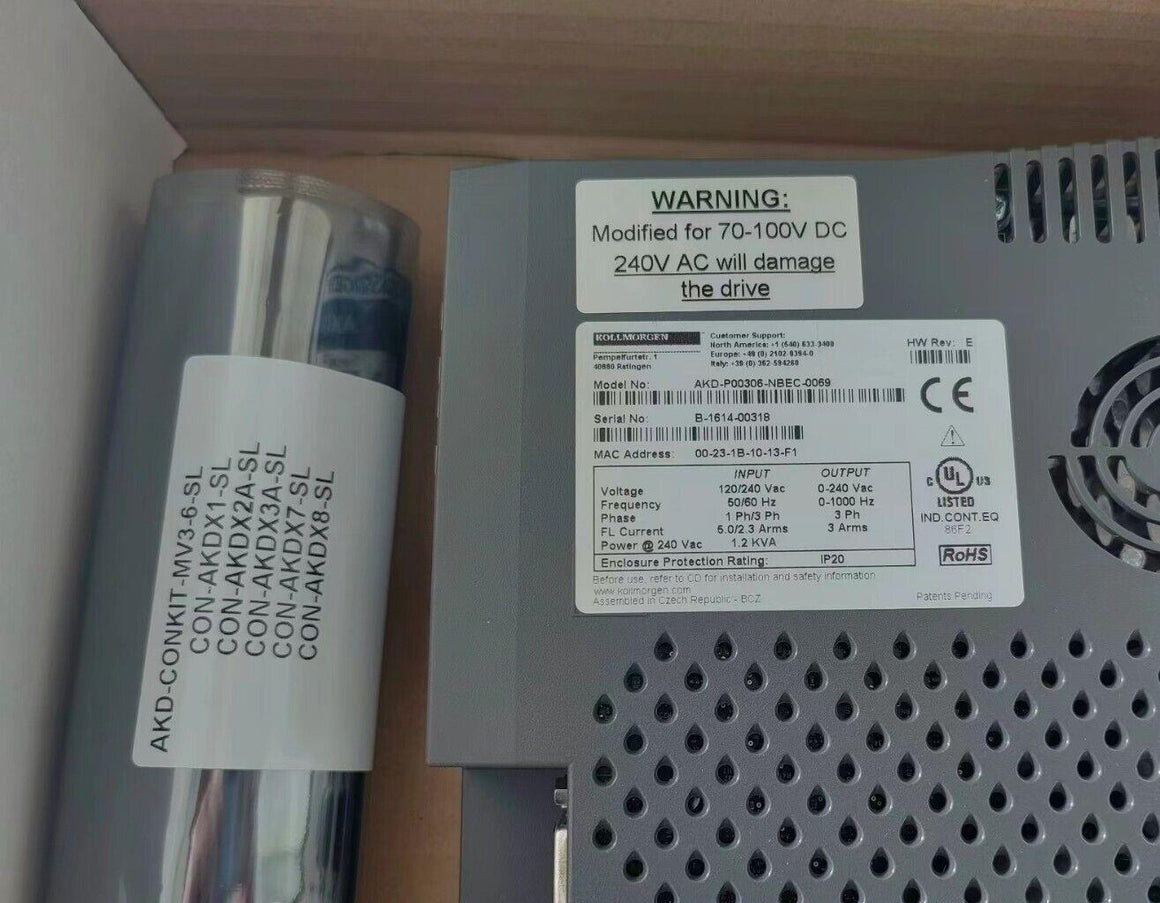 WARNING:
Modified for 70-100V DC
240V AC will damage
the drive
KOLLMORGEN
Pempelfurtstr. 1
40880 Ratingen
Customer Support:
North America: +1 (540) 633-3400
Europe: +49 (0) 2102-9394-0
Italy: +39 (0) 362-594260
HW Rev: E
Model No: AKD-P00306-NBEC-0069
Serial No: B-1614-00318
MAC Address: 00-23-1B-10-13-F1
INPUT OUTPUT
Voltage 120/240 Vac 0-240 Vac
Frequency 50/60 Hz 0-1000 Hz
Phase 1 Ph/3 Ph 3 Ph
FL Current 5.0/2.3 Arms 3 Arms
Power @ 240 Vac 1.2 KVA
Enclosure Protection Rating: IP20
Before use, refer to CD for installation and safety information
www.kollmorgen.com
Assembled in Czech Republic - BCZ
CE
C UL US
LISTED
IND.CONT.EQ
86F2
RoHS
Patents Pending
AKD-CONKIT-MV3-6-SL
CON-AKDX1-SL
CON-AKDX2A-SL
CON-AKDX3A-SL
CON-AKDX7-SL
CON-AKDX8-SL